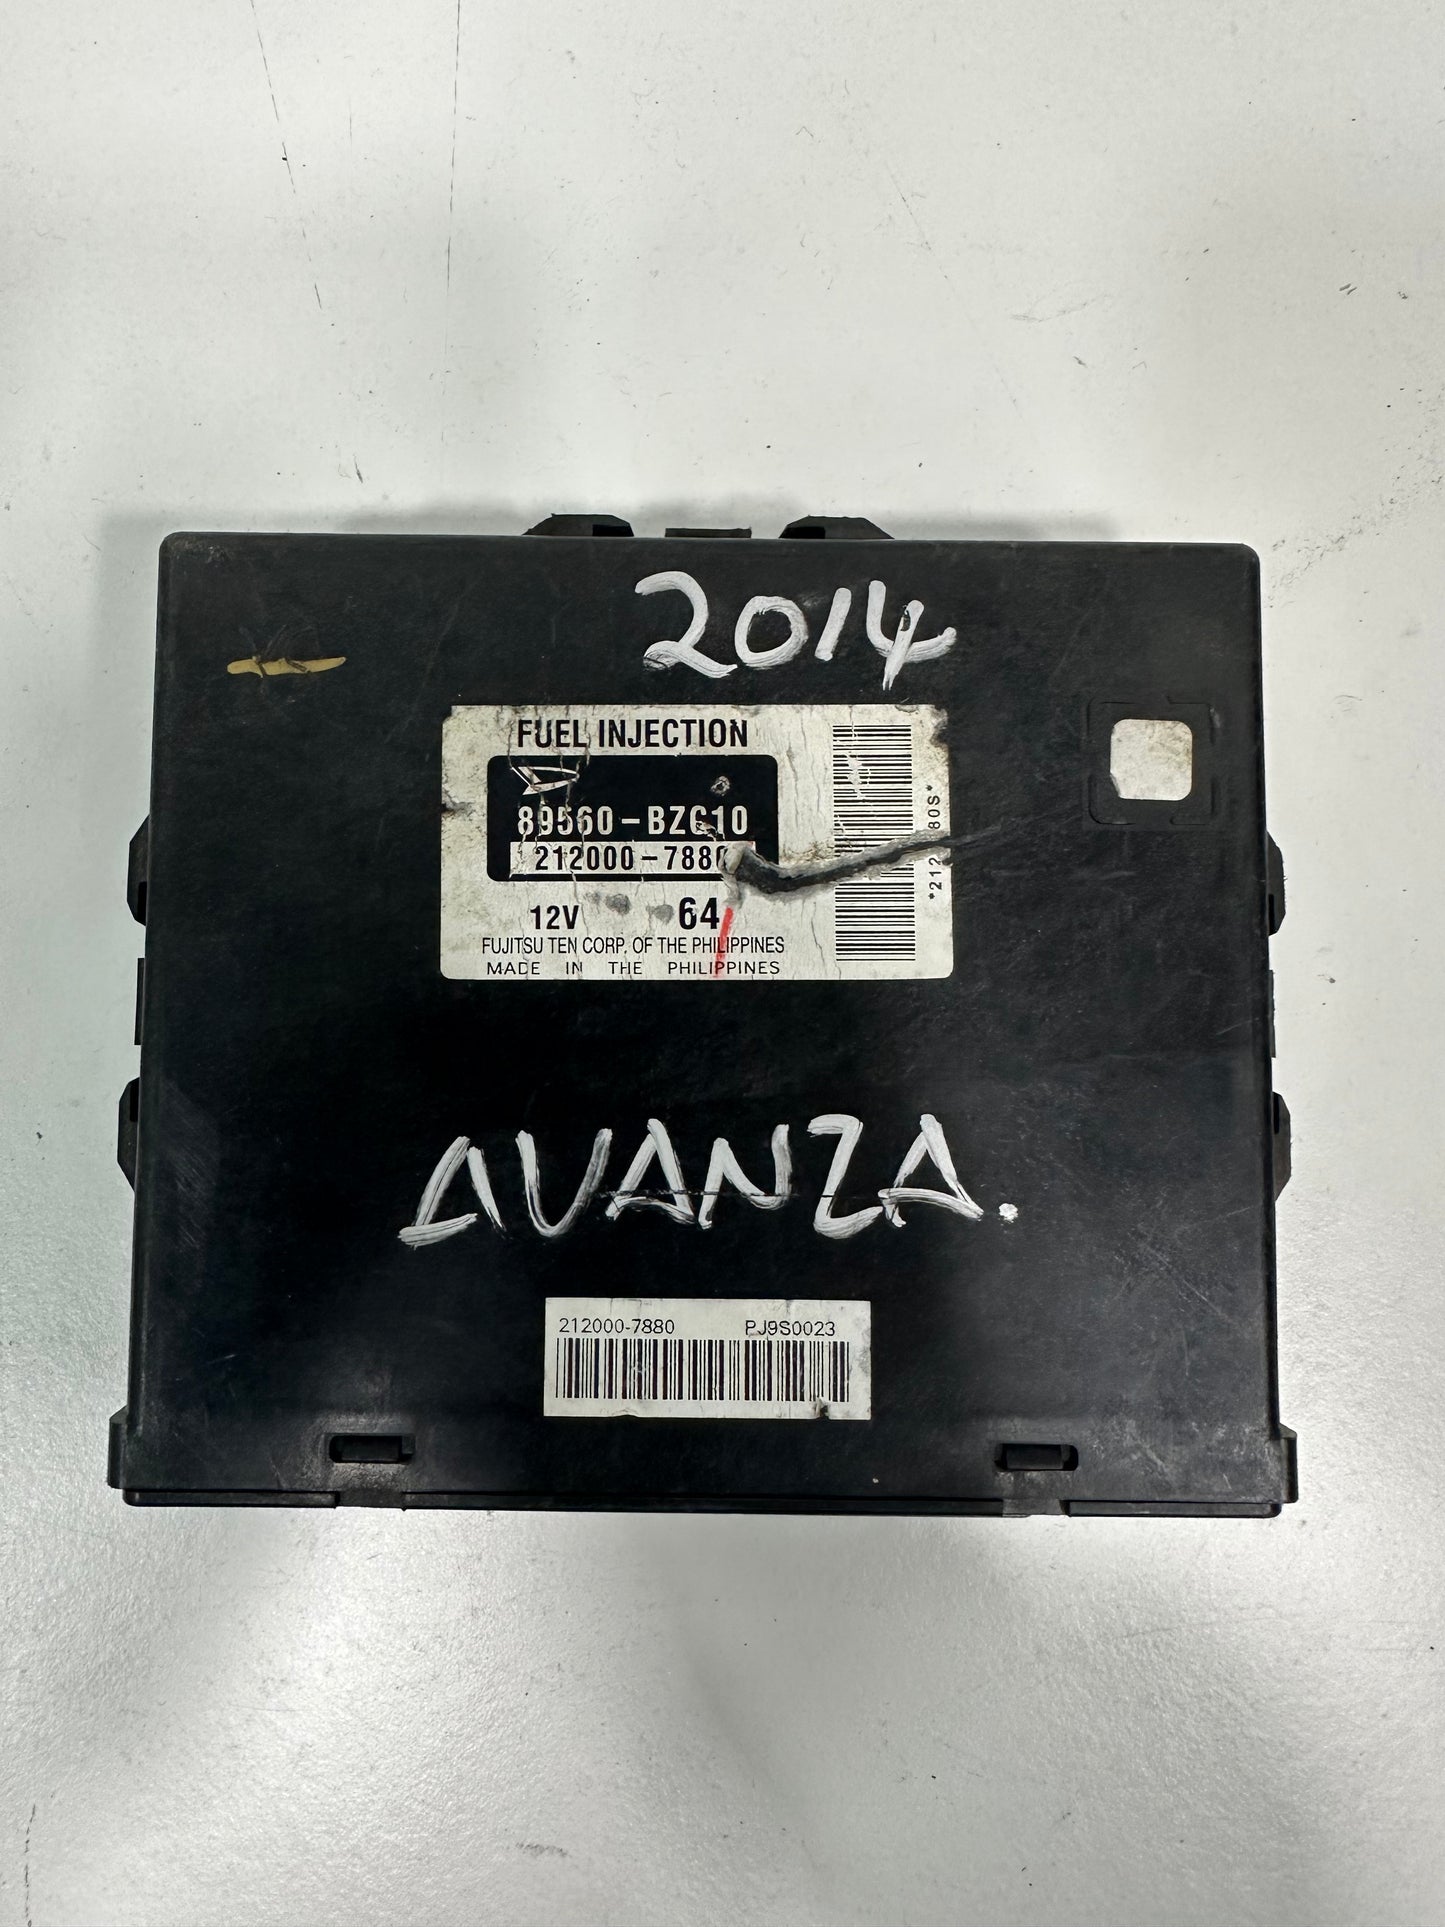 2014
FUEL INJECTION
89560-BZC10
212000-7880
12V 64
FUJITSU TEN CORP. OF THE PHILIPPINES
MADE IN THE PHILIPPINES
AVANZA.
212000-7880 PJ9S0023